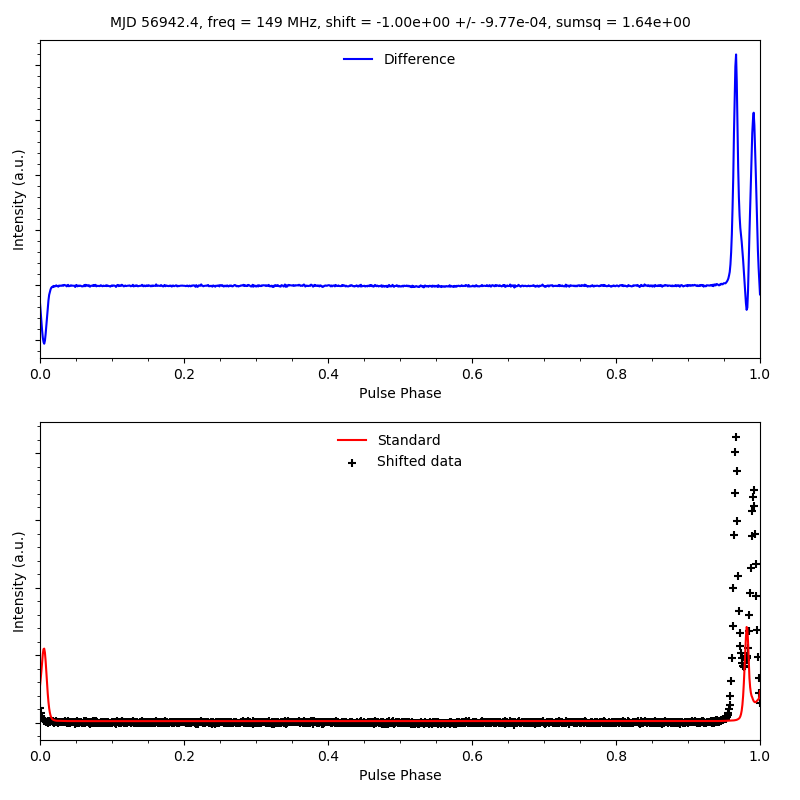 MJD 56942.4, freq = 149 MHz, shift = -1.00e+00 +/- -9.77e-04, sumsq = 1.64e+00
Difference
Intensity (a.u.)
0.0 0.2 0.4 0.6 0.8 1.0
Pulse Phase
Standard
Shifted data
Intensity (a.u.)
0.0 0.2 0.4 0.6 0.8 1.0
Pulse Phase